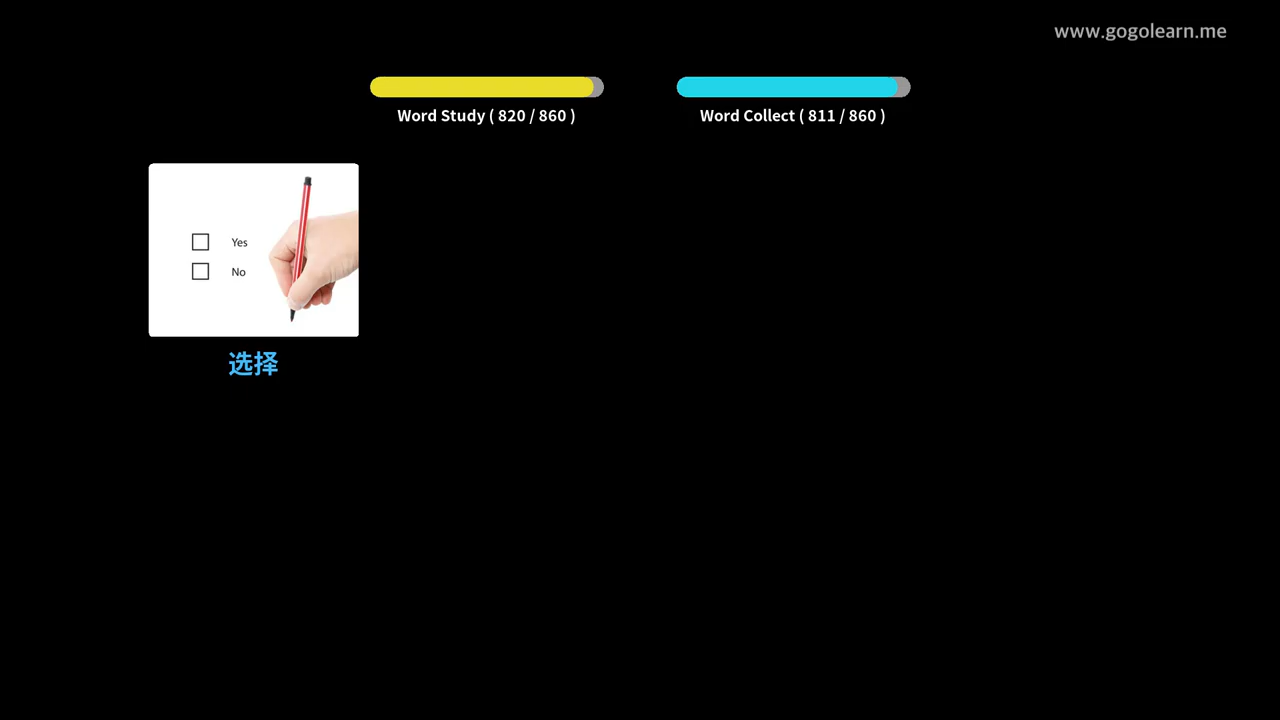 www.gogolearn.me
Word Study ( 820 / 860 )
Word Collect ( 811 / 860 )
Yes
No
选择